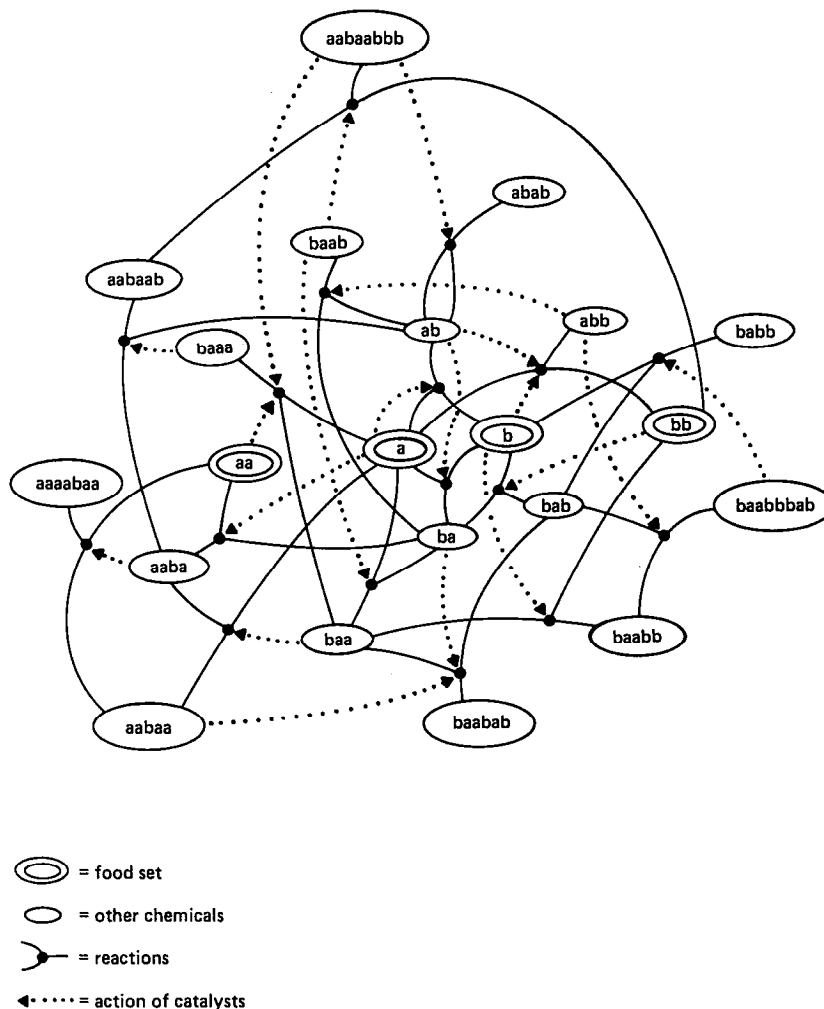 aabaabbb
abab
baab
aabaab
ab
abb
babb
baaa
a
b
bb
aa
aaaabaa
bab
baabbbab
ba
aaba
baa
baabb
aabaa
baabab
= food set
= other chemicals
= reactions
= action of catalysts